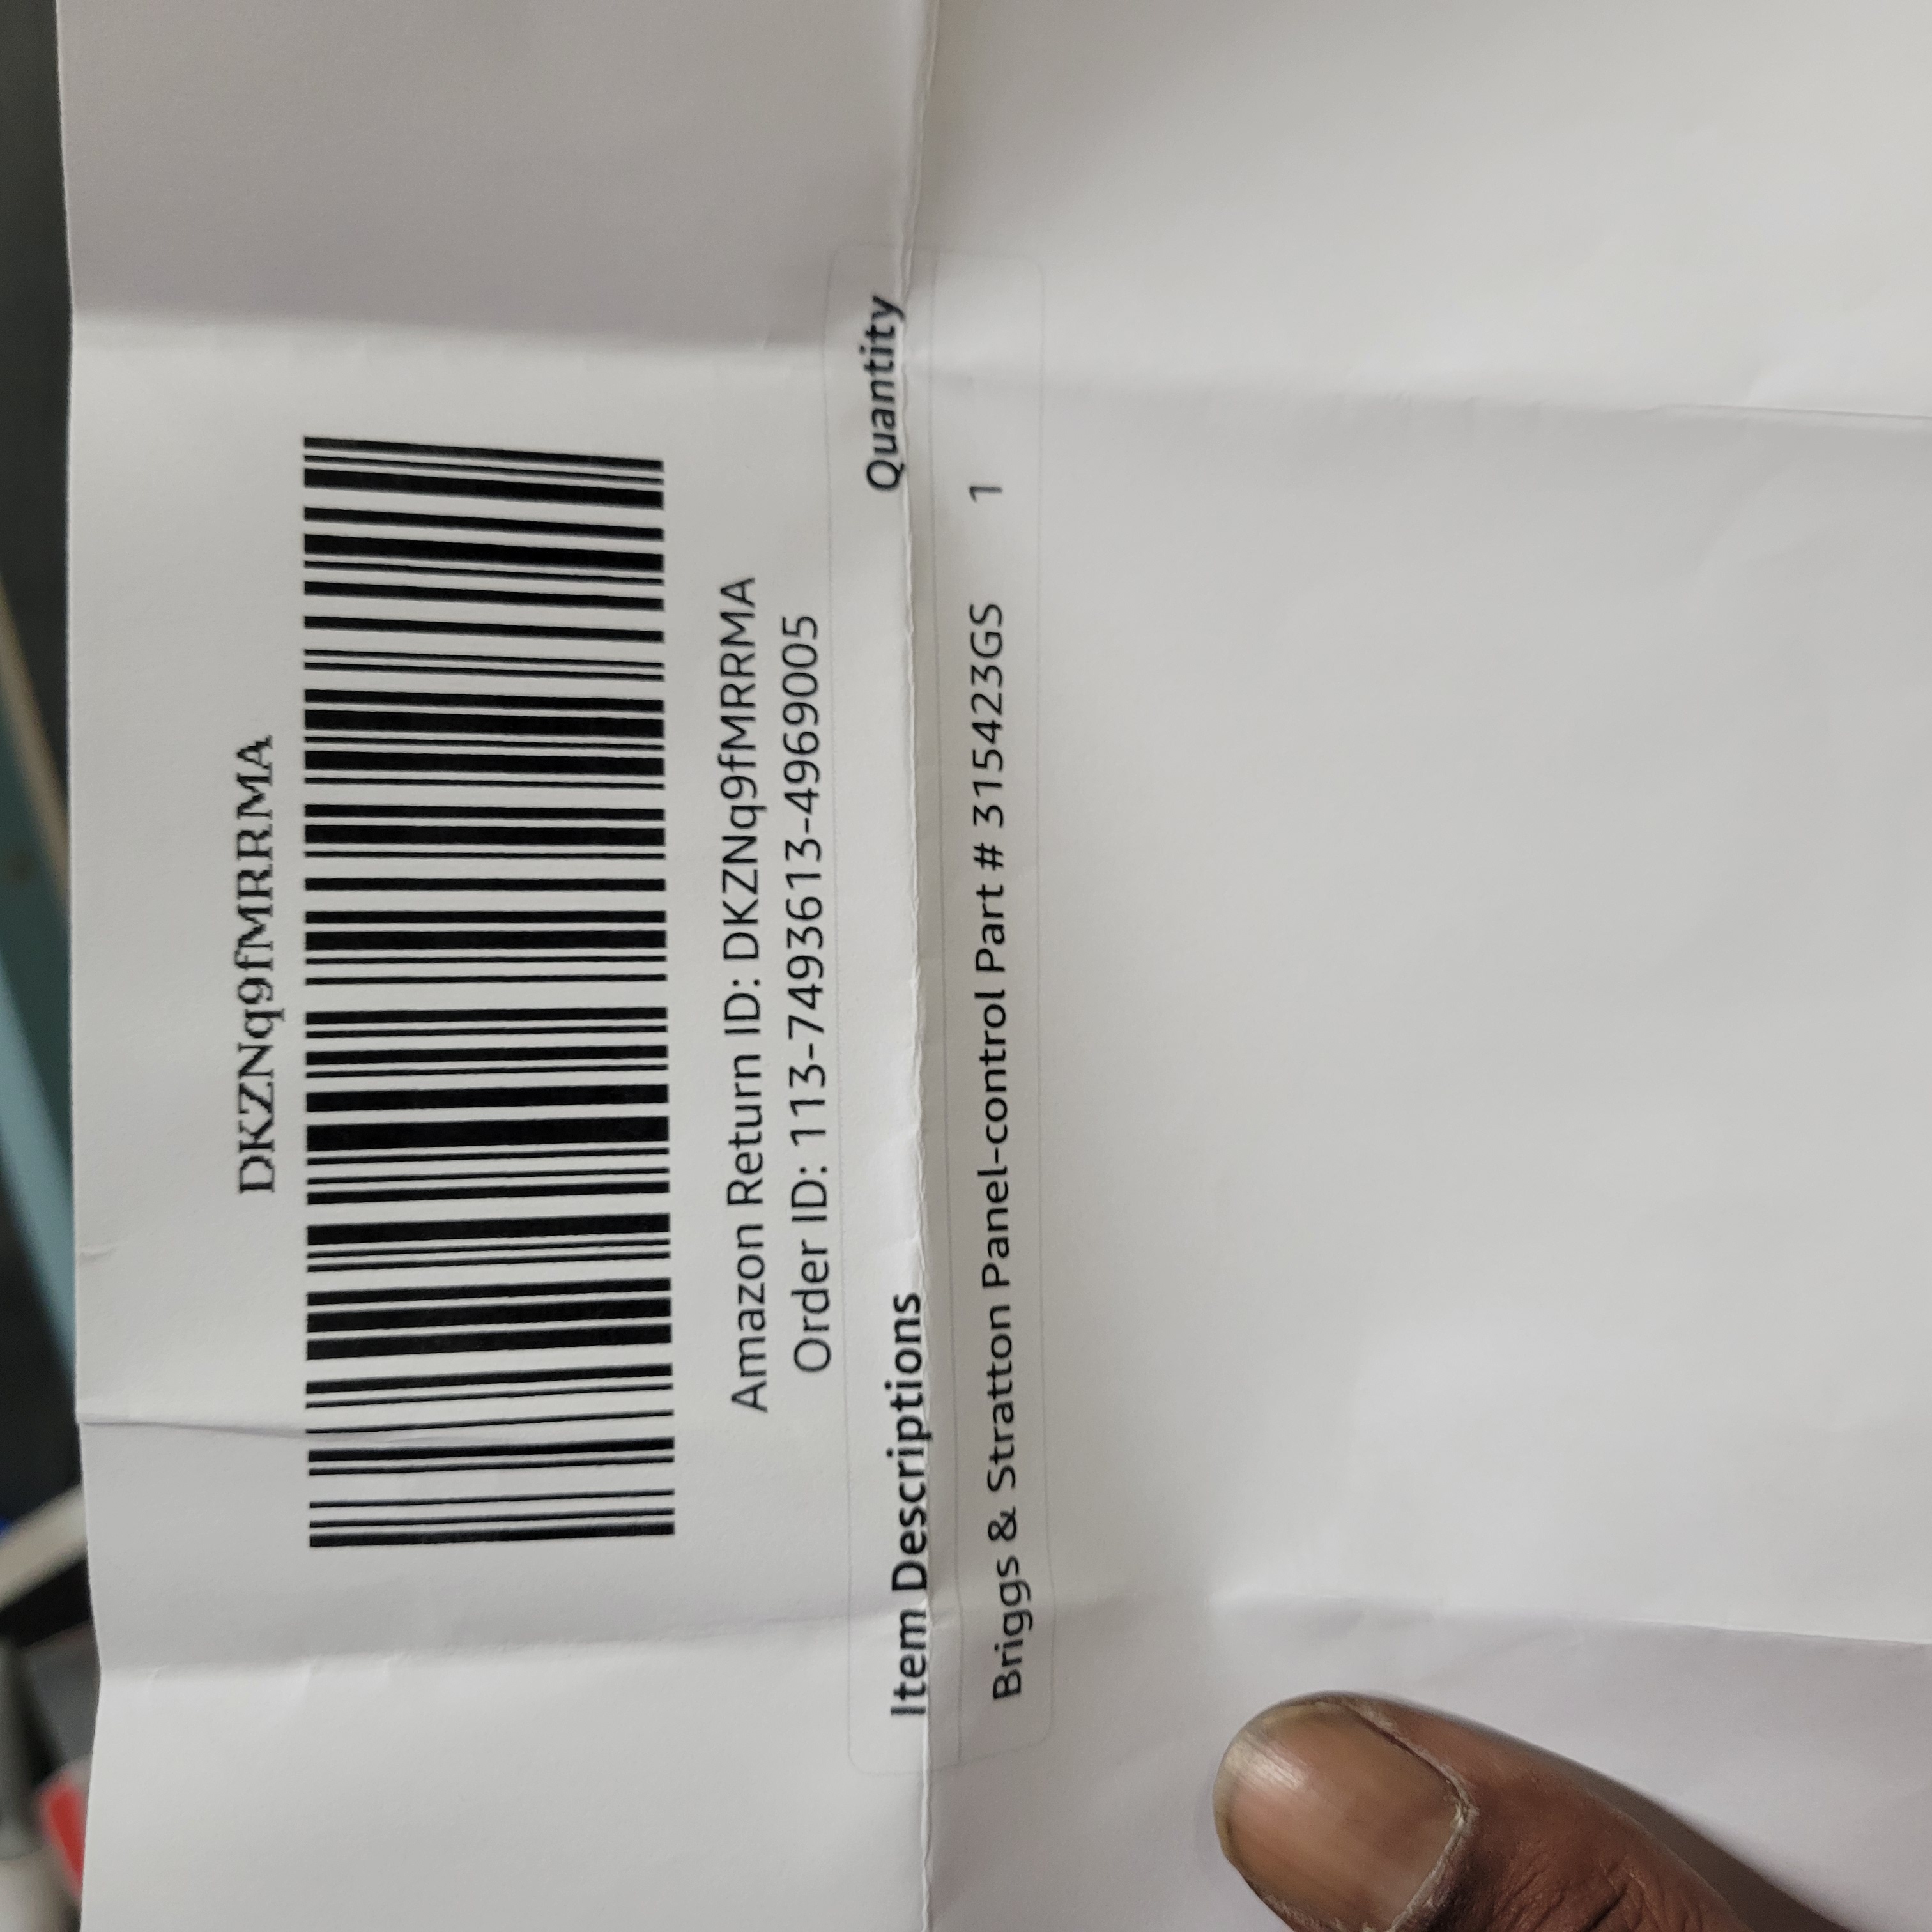 DKZNq9fMRRMA
Amazon Return ID: DKZNq9fMRRMA
Order ID: 113-7493613-4969005
Item Descriptions Quantity
Briggs & Stratton Panel-control Part # 315423GS 1